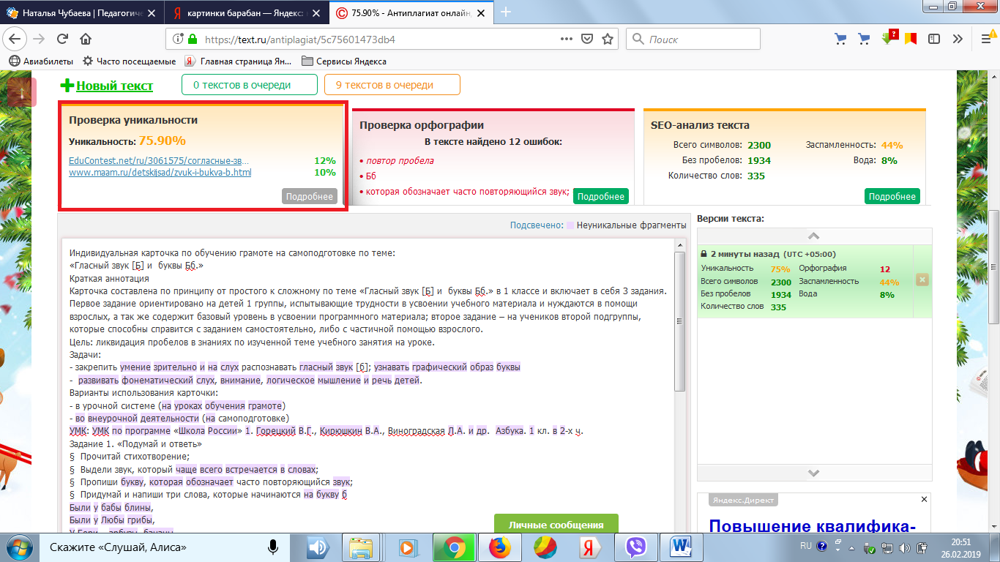 Наталья Чубаева | Педагогиче
картинки барабан — Яндекс:
75.90% - Антиплагиат онлайн,
https://text.ru/antiplagiat/5c75601473db4
Поиск
Авиабилеты
Часто посещаемые
Главная страница Ян...
Сервисы Яндекса
Новый текст
0 текстов в очереди
9 текстов в очереди
Проверка уникальности
Уникальность: 75.90%
EduContest.net/ru/3061575/согласные-зв... 12%
www.maam.ru/detskijsad/zvuk-i-bukva-b.html 10%
Подробнее
Проверка орфографии
В тексте найдено 12 ошибок:
• повтор пробела
• Бб
• которая обозначает часто повторяющийся звук;
Подробнее
SEO-анализ текста
Всего символов: 2300 Заспамленность: 44%
Без пробелов: 1934 Вода: 8%
Количество слов: 335
Подробнее
Подсвечено: Неуникальные фрагменты
Индивидуальная карточка по обучению грамоте на самоподготовке по теме:
«Гласный звук [Б] и буквы Бб.»
Краткая аннотация
Карточка составлена по принципу от простого к сложному по теме «Гласный звук [Б] и буквы Бб.» в 1 классе и включает в себя 3 задания.
Первое задание ориентировано на детей 1 группы, испытывающие трудности в усвоении учебного материала и нуждаются в помощи
взрослых, а так же содержит базовый уровень в усвоении программного материала; второе задание – на учеников второй подгруппы,
которые способны справится с заданием самостоятельно, либо с частичной помощью взрослого.
Цель: ликвидация пробелов в знаниях по изученной теме учебного занятия на уроке.
Задачи:
- закрепить умение зрительно и на слух распознавать гласный звук [б]; узнавать графический образ буквы
- развивать фонематический слух, внимание, логическое мышление и речь детей.
Варианты использования карточки:
- в урочной системе (на уроках обучения грамоте)
- во внеурочной деятельности (на самоподготовке)
УМК: УМК по программе «Школа России» 1. Горецкий В.Г., Кирюшкин В.А., Виноградская Л.А. и др. Азбука. 1 кл. в 2-х ч.
Задание 1. «Подумай и ответь»
§ Прочитай стихотворение;
§ Выдели звук, который чаще всего встречается в словах;
§ Пропиши букву, которая обозначает часто повторяющийся звук;
§ Придумай и напиши три слова, которые начинаются на букву б
Были у бабы блины,
Были у Любы грибы,
Версии текста:
2 минуты назад (UTC +05:00)
Уникальность 75% Орфография 12
Всего символов 2300 Заспамленность 44%
Без пробелов 1934 Вода 8%
Количество слов 335
Яндекс.Директ
Повышение квалифика-
Личные сообщения
Скажите «Слушай, Алиса»
RU
20:51
26.02.2019